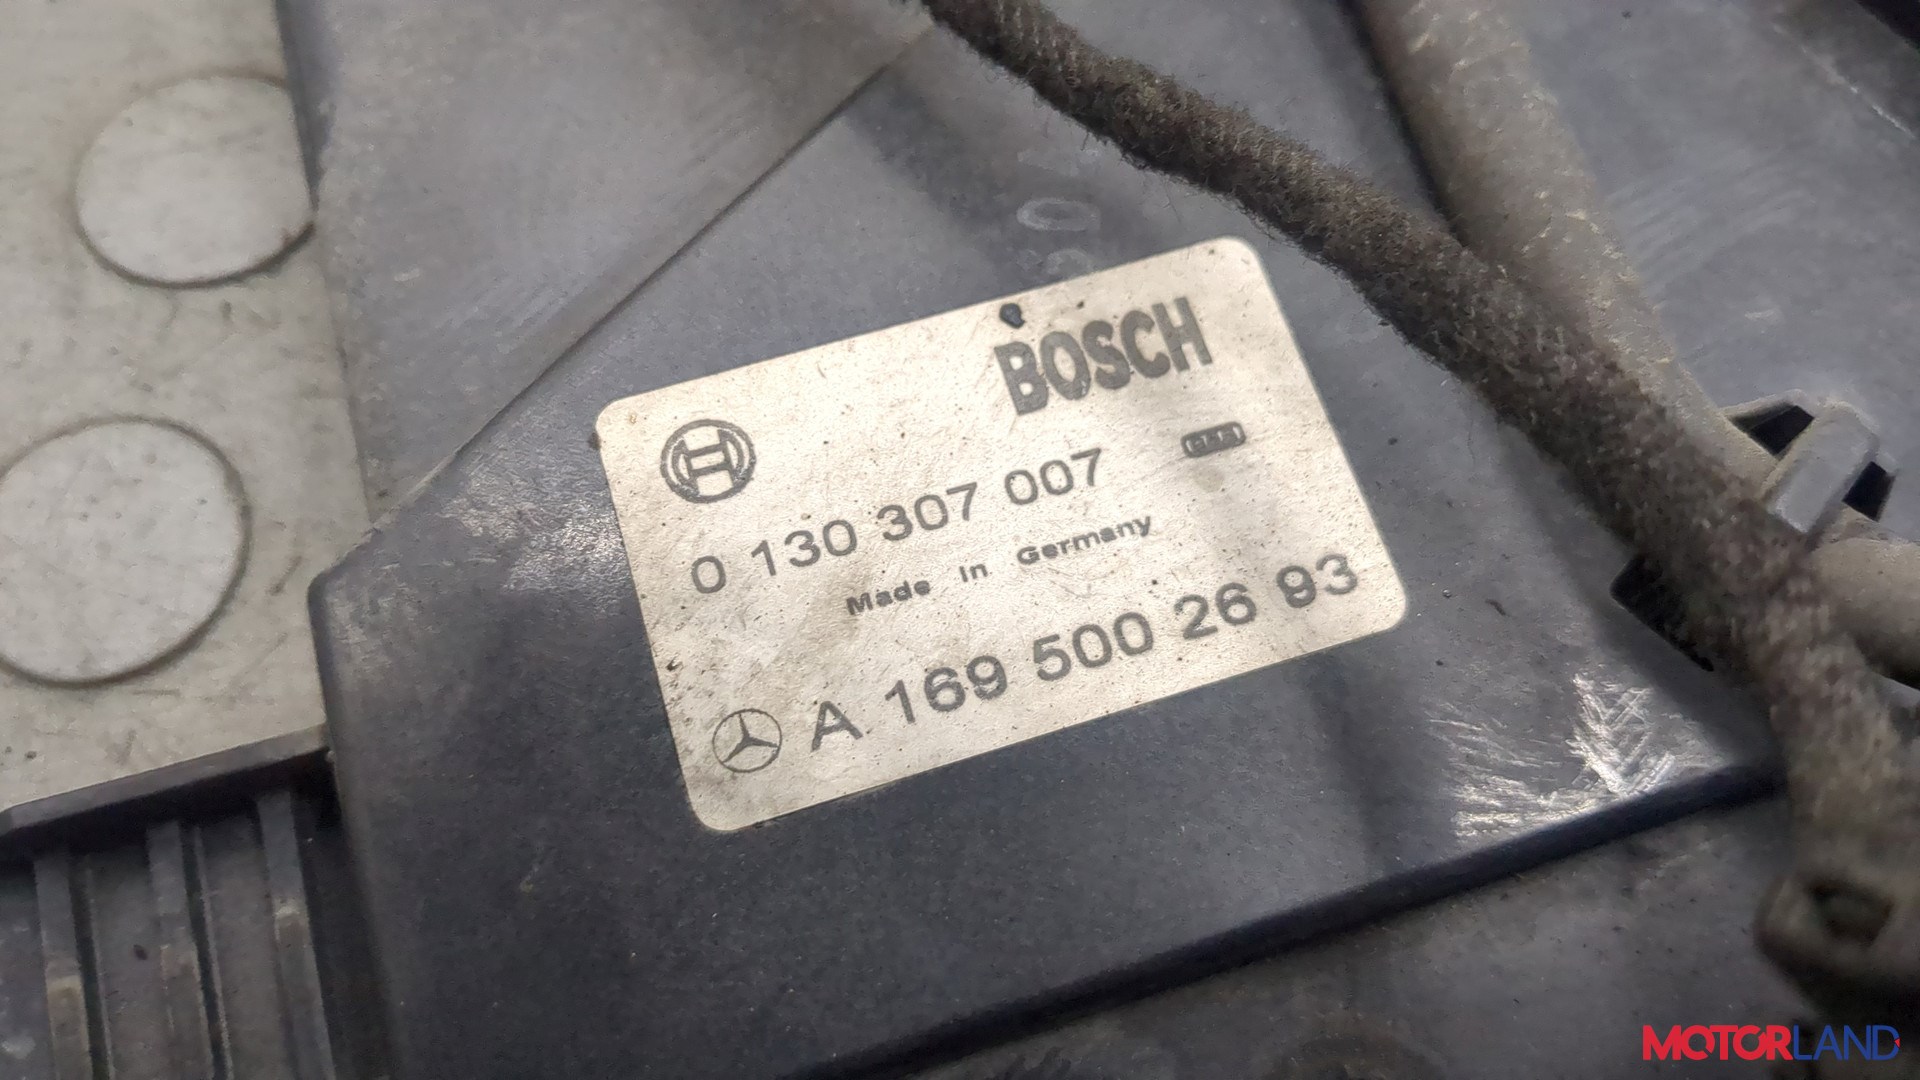 BOSCH
0 130 307 007
Made in Germany
A 169 500 26 93
MOTORLAND